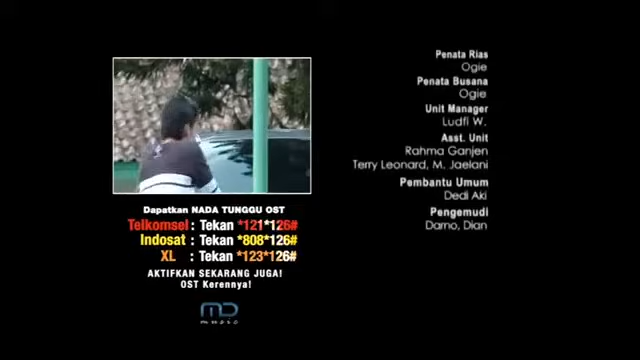 Penata Rias
Ogie
Penata Busana
Ogie
Unit Manager
Ludfi W.
Asst. Unit
Rahma Ganjen
Terry Leonard, M. Jaelani
Pembantu Umum
Dedi Aki
Pengemudi
Darno, Dian
Dapatkan NADA TUNGGU OST
Telkomsel : Tekan *121*126#
Indosat : Tekan *808*126#
XL : Tekan *123*126#
AKTIFKAN SEKARANG JUGA!
OST Kerennya!
MD
music